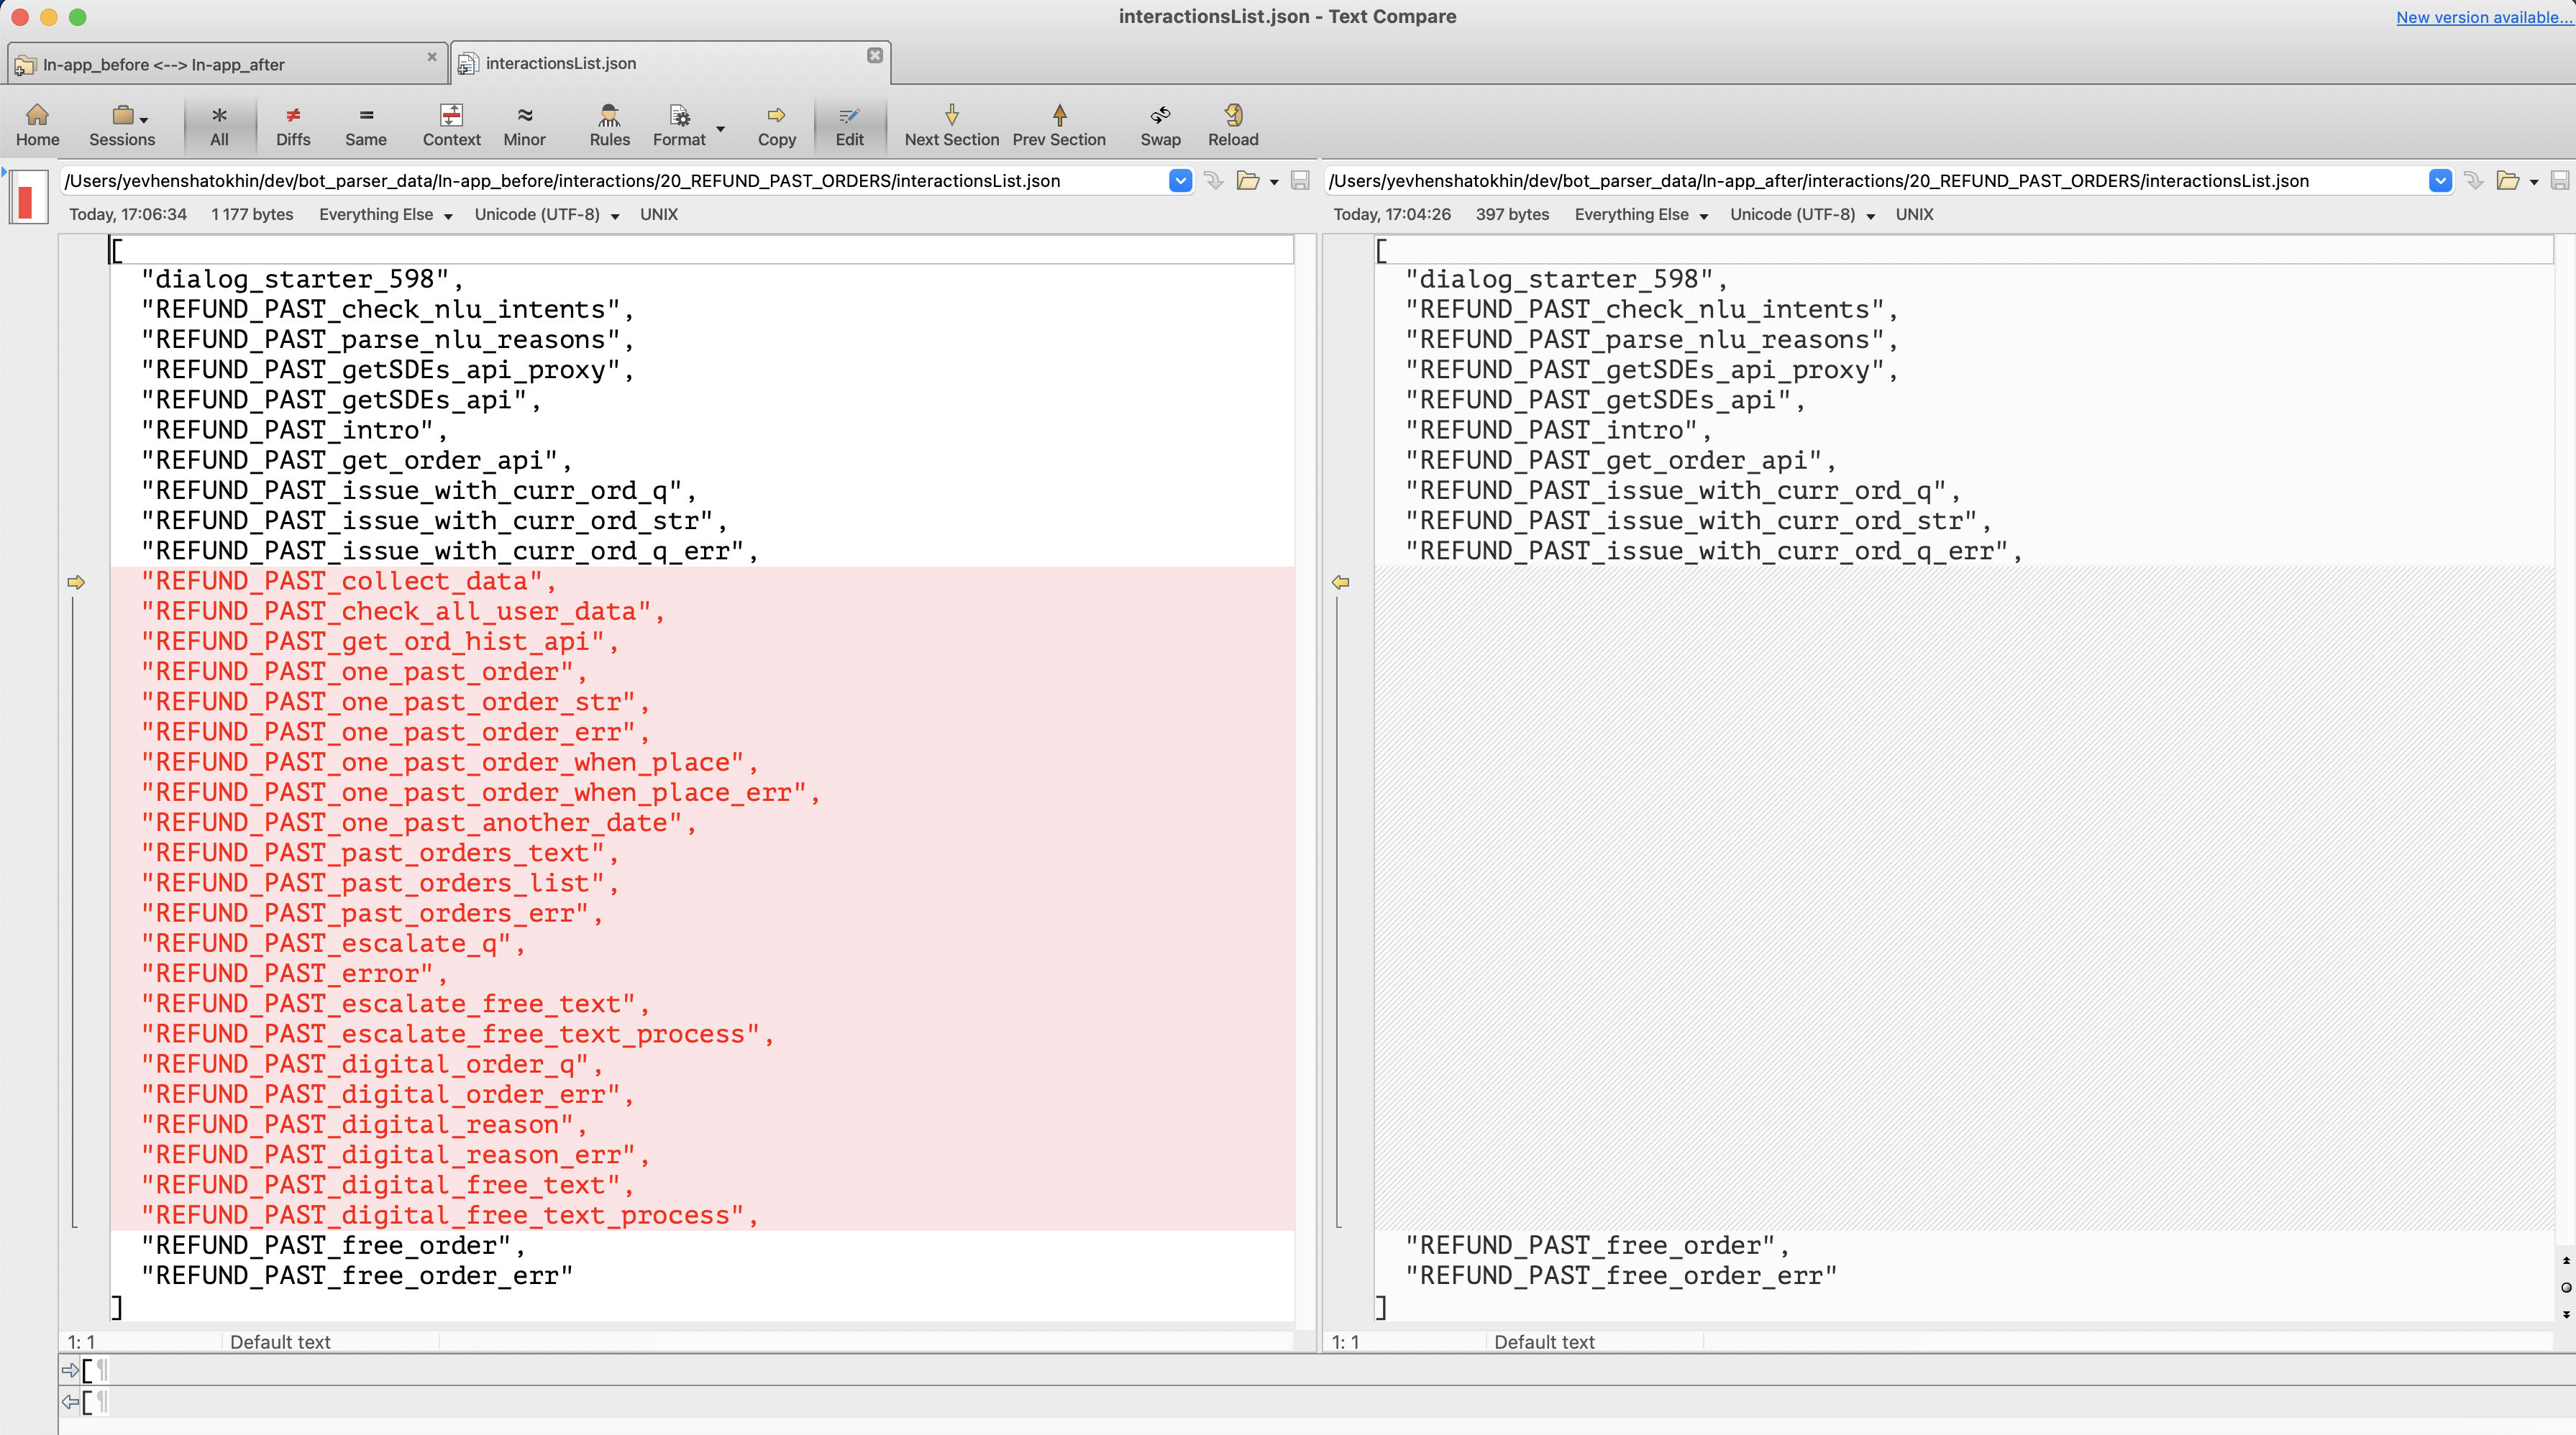 interactionsList.json - Text Compare
New version available...
In-app_before <--> In-app_after
interactionsList.json
Home Sessions All Diffs Same Context Minor Rules Format Copy Edit Next Section Prev Section Swap Reload
/Users/yevhenshatokhin/dev/bot_parser_data/In-app_before/interactions/20_REFUND_PAST_ORDERS/interactionsList.json
Today, 17:06:34 1 177 bytes Everything Else Unicode (UTF-8) UNIX
[
"dialog_starter_598",
"REFUND_PAST_check_nlu_intents",
"REFUND_PAST_parse_nlu_reasons",
"REFUND_PAST_getSDEs_api_proxy",
"REFUND_PAST_getSDEs_api",
"REFUND_PAST_intro",
"REFUND_PAST_get_order_api",
"REFUND_PAST_issue_with_curr_ord_q",
"REFUND_PAST_issue_with_curr_ord_str",
"REFUND_PAST_issue_with_curr_ord_q_err",
"REFUND_PAST_collect_data",
"REFUND_PAST_check_all_user_data",
"REFUND_PAST_get_ord_hist_api",
"REFUND_PAST_one_past_order",
"REFUND_PAST_one_past_order_str",
"REFUND_PAST_one_past_order_err",
"REFUND_PAST_one_past_order_when_place",
"REFUND_PAST_one_past_order_when_place_err",
"REFUND_PAST_one_past_another_date",
"REFUND_PAST_past_orders_text",
"REFUND_PAST_past_orders_list",
"REFUND_PAST_past_orders_err",
"REFUND_PAST_escalate_q",
"REFUND_PAST_error",
"REFUND_PAST_escalate_free_text",
"REFUND_PAST_escalate_free_text_process",
"REFUND_PAST_digital_order_q",
"REFUND_PAST_digital_order_err",
"REFUND_PAST_digital_reason",
"REFUND_PAST_digital_reason_err",
"REFUND_PAST_digital_free_text",
"REFUND_PAST_digital_free_text_process",
"REFUND_PAST_free_order",
"REFUND_PAST_free_order_err"
]
1: 1 Default text
/Users/yevhenshatokhin/dev/bot_parser_data/In-app_after/interactions/20_REFUND_PAST_ORDERS/interactionsList.json
Today, 17:04:26 397 bytes Everything Else Unicode (UTF-8) UNIX
[
"dialog_starter_598",
"REFUND_PAST_check_nlu_intents",
"REFUND_PAST_parse_nlu_reasons",
"REFUND_PAST_getSDEs_api_proxy",
"REFUND_PAST_getSDEs_api",
"REFUND_PAST_intro",
"REFUND_PAST_get_order_api",
"REFUND_PAST_issue_with_curr_ord_q",
"REFUND_PAST_issue_with_curr_ord_str",
"REFUND_PAST_issue_with_curr_ord_q_err",
"REFUND_PAST_free_order",
"REFUND_PAST_free_order_err"
]
1: 1 Default text
[¶
[¶